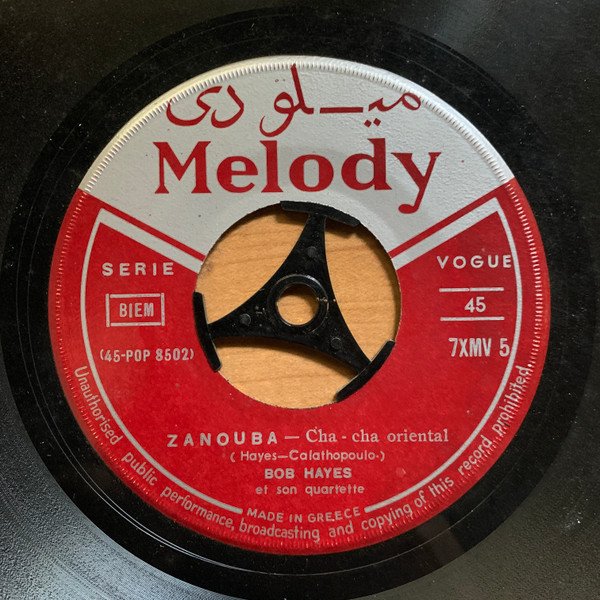 ميلودى
Melody
SERIE
VOGUE
BIEM
45
(45-POP 8502)
7XMV 5
ZANOUBA — Cha - cha oriental
( Hayes—Calathopoulo-)
BOB HAYES
et son quartette
MADE IN GREECE
Unauthorised public performance, broadcasting and copying of this record prohibited.